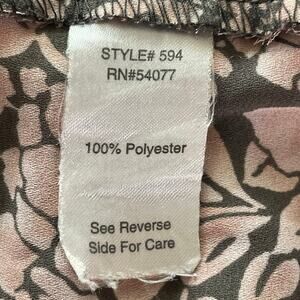 STYLE# 594
RN#54077
100% Polyester
See Reverse
Side For Care